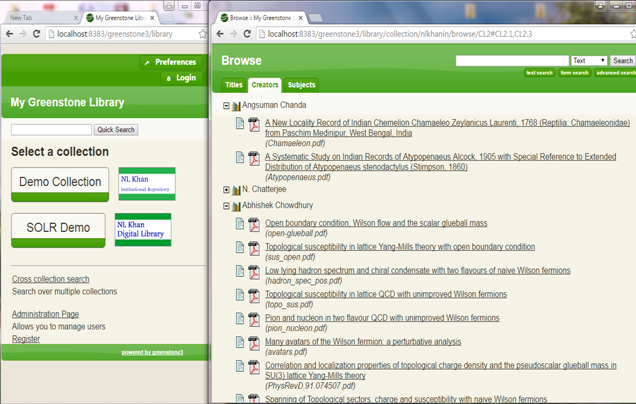 New Tab
My Greenstone Lib
localhost:8383/greenstone3/library
Preferences
Login
My Greenstone Library
Quick Search
Select a collection
Demo Collection
NL Khan
Institutional Repository
SOLR Demo
NL Khan
Digital Library
Cross collection search
Search over multiple collections
Administration Page
Allows you to manage users
Register
powered by greenstone3
Browse :: My Greenstone
localhost:8383/greenstone3/library/collection/nlkhanin/browse/CL2#CL2.1,CL2.3
Browse
Text
Search
text search
form search
advanced search
Titles
Creators
Subjects
Angsuman Chanda
A New Locality Record of Indian Chemelion Chamaeleo Zeylanicus Laurenti, 1768 (Reptilia: Chamaeleonidae)
from Paschim Medinipur, West Bengal, India
(Chamaeleon.pdf)
A Systematic Study on Indian Records of Atypopenaeus Alcock, 1905 with Special Reference to Extended
Distribution of Atypopenaeus stenodactylus (Stimpson, 1860)
(Atypopenaeus.pdf)
N. Chatterjee
Abhishek Chowdhury
Open boundary condition, Wilson flow and the scalar glueball mass
(open-glueball.pdf)
Topological susceptibility in lattice Yang-Mills theory with open boundary condition
(sus_open.pdf)
Low lying hadron spectrum and chiral condensate with two flavours of naive Wilson fermions
(hadron_spec_pos.pdf)
Topological susceptibility in lattice QCD with unimproved Wilson fermions
(topo_sus.pdf)
Pion and nucleon in two flavour QCD with unimproved Wilson fermions
(pion_nucleon.pdf)
Many avatars of the Wilson fermion: a perturbative analysis
(avatars.pdf)
Correlation and localization properties of topological charge density and the pseudoscalar glueball mass in
SU(3) lattice Yang-Mills theory
(PhysRevD.91.074507.pdf)
Spanning of Topological sectors, charge and susceptibility with naive Wilson fermions